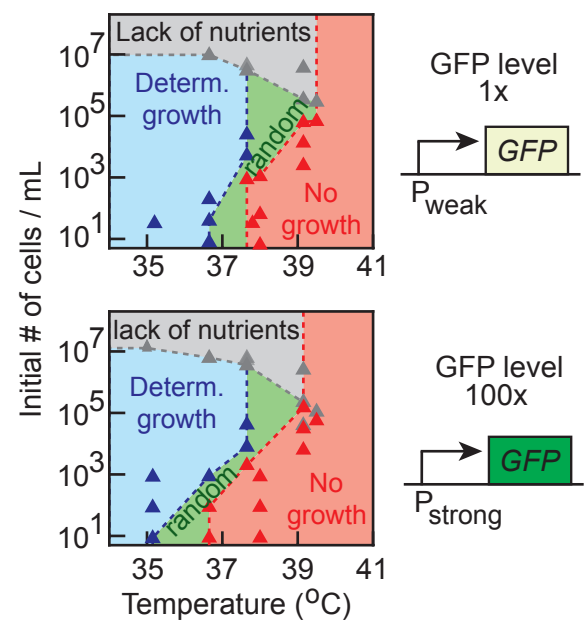 Lack of nutrients
Determ.
growth
random
No
growth
10^7
10^5
10^3
10^1
35 37 39 41
GFP level
1x
GFP
P_weak
Initial # of cells / mL
lack of nutrients
Determ.
growth
random
No
growth
10^7
10^5
10^3
10^1
35 37 39 41
Temperature (°C)
GFP level
100x
GFP
P_strong